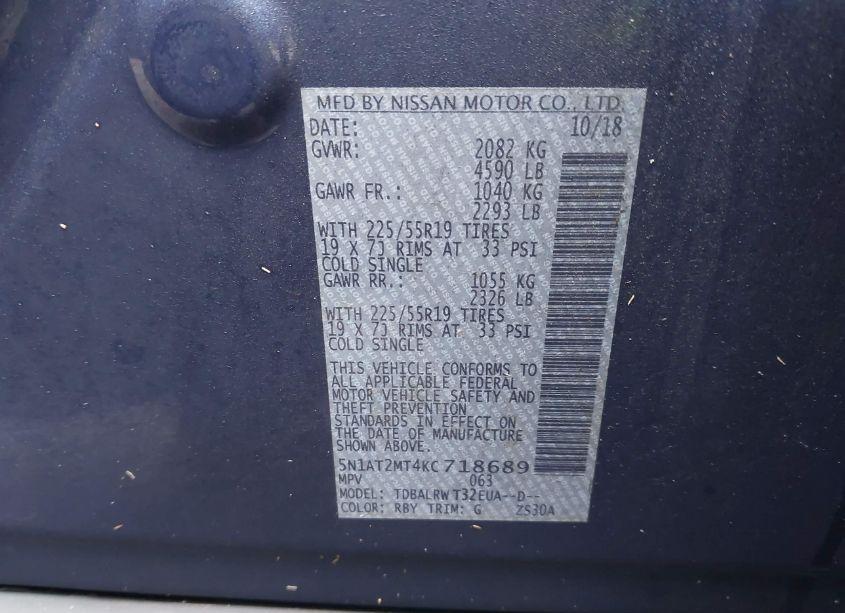 MFD BY NISSAN MOTOR CO., LTD.
DATE: 10/18
GVWR: 2082 KG
4590 LB
GAWR FR.: 1040 KG
2293 LB
WITH 225/55R19 TIRES
19 X 7J RIMS AT 33 PSI
COLD SINGLE
GAWR RR.: 1055 KG
2326 LB
WITH 225/55R19 TIRES
19 X 7J RIMS AT 33 PSI
COLD SINGLE
THIS VEHICLE CONFORMS TO
ALL APPLICABLE FEDERAL
MOTOR VEHICLE SAFETY AND
THEFT PREVENTION
STANDARDS IN EFFECT ON
THE DATE OF MANUFACTURE
SHOWN ABOVE.
5N1AT2MT4KC718689
MPV 063
MODEL: TDBALRW T32EUA--D--
COLOR: RBY TRIM: G ZS30A